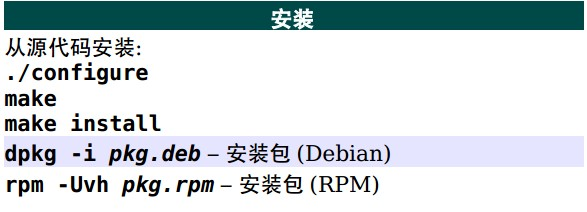 安装
从源代码安装:
./configure
make
make install
dpkg -i pkg.deb – 安装包 (Debian)
rpm -Uvh pkg.rpm – 安装包 (RPM)